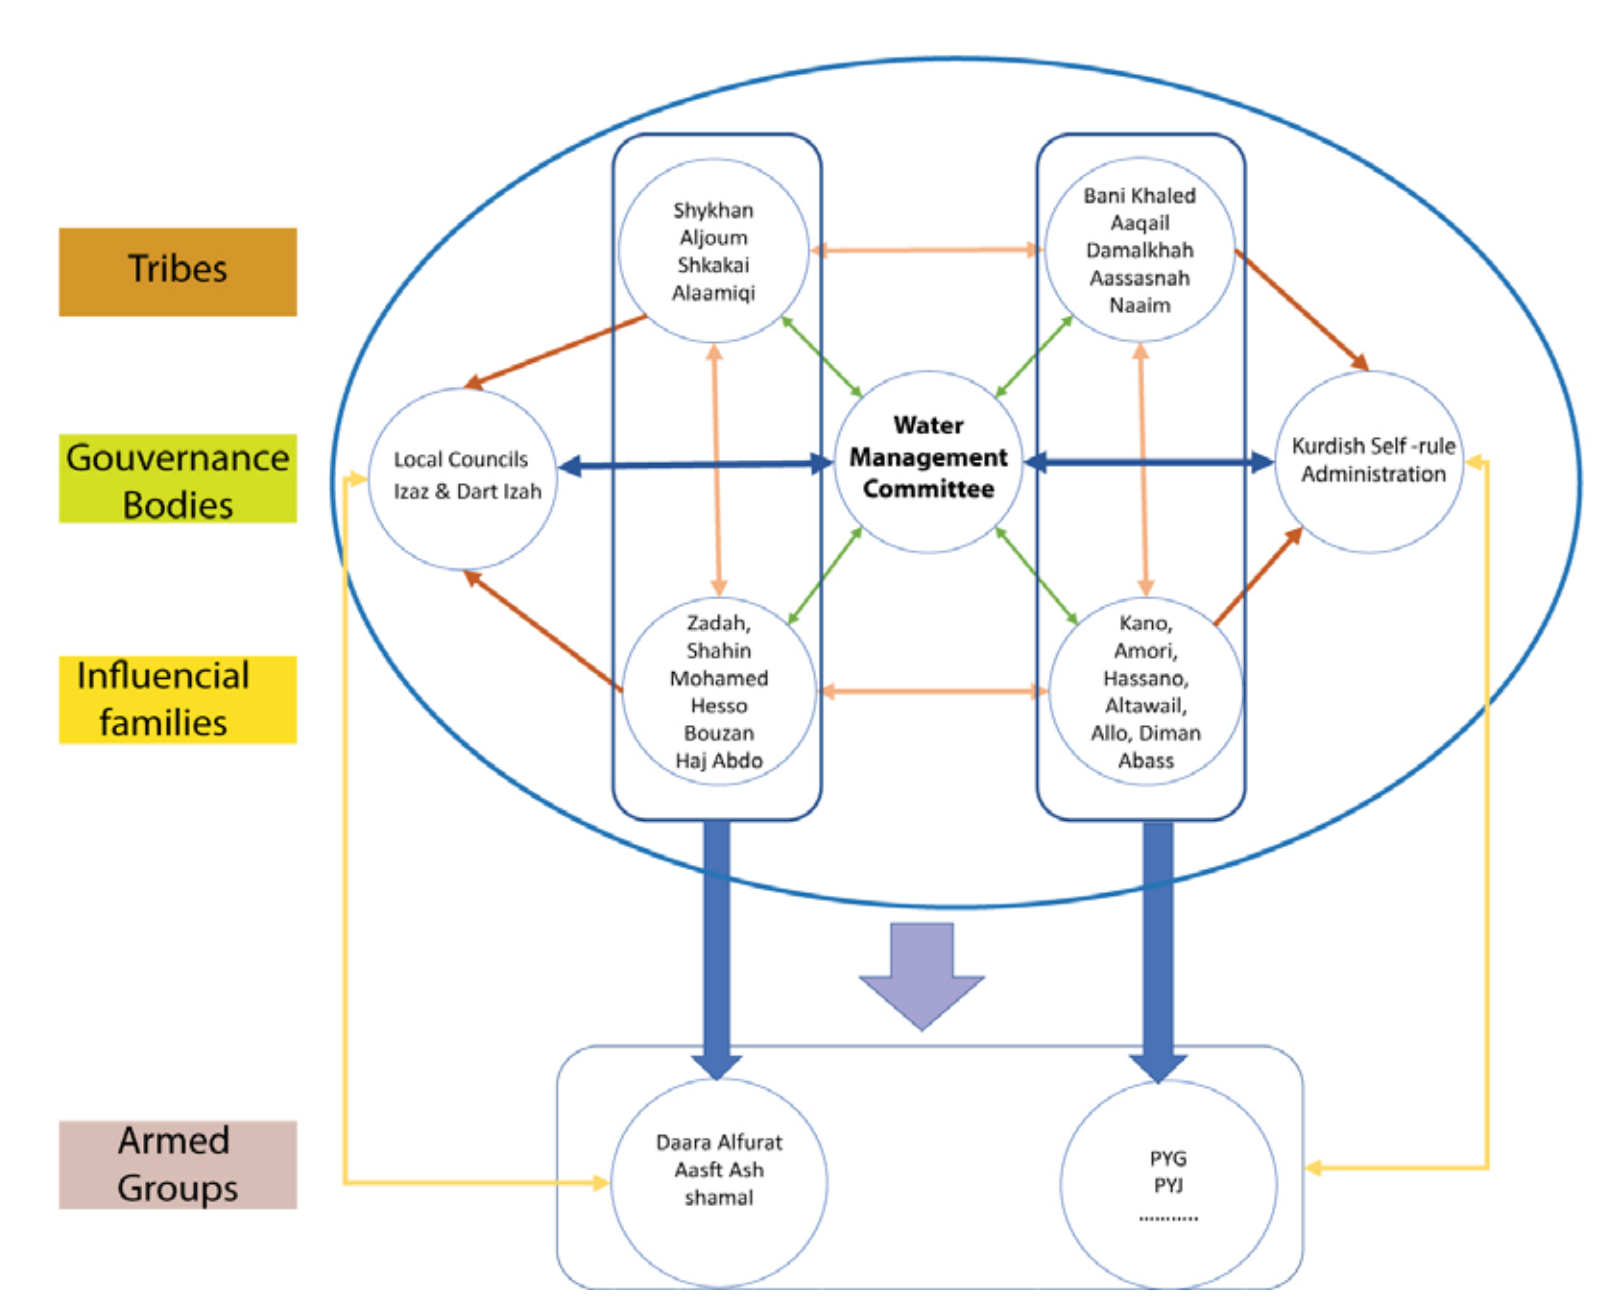 Tribes
Shykhan
Aljoum
Shkakai
Alaamiqi
Bani Khaled
Aaqail
Damalkhah
Aassasnah
Naaim
Gouvernance
Bodies
Local Councils
Izaz & Dart Izah
Water
Management
Committee
Kurdish Self -rule
Administration
Influencial
families
Zadah,
Shahin
Mohamed
Hesso
Bouzan
Haj Abdo
Kano,
Amori,
Hassano,
Altawail,
Allo, Diman
Abass
Armed
Groups
Daara Alfurat
Aasft Ash
shamal
PYG
PYJ
...........